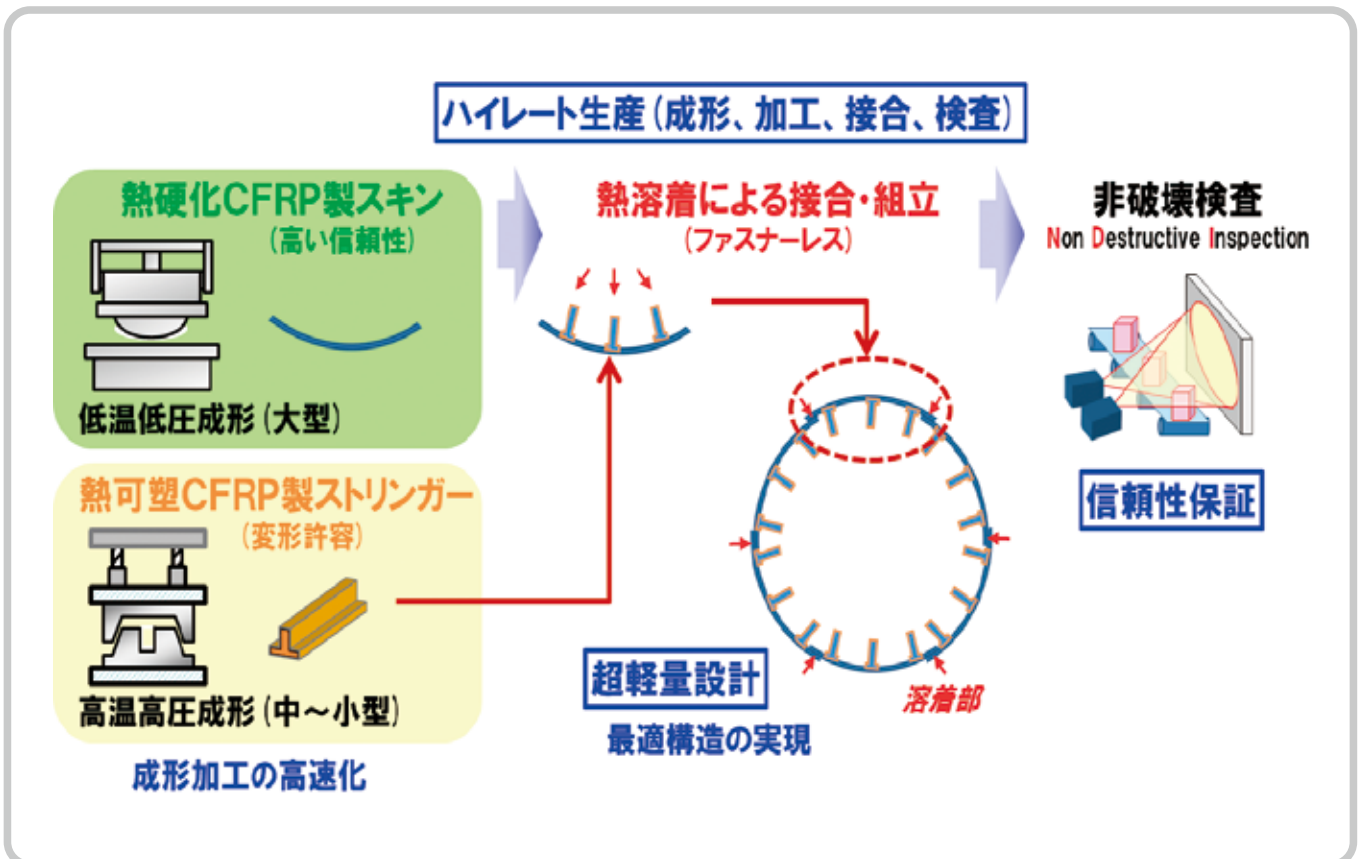 ハイレート生産(成形、加工、接合、検査)
熱硬化CFRP製スキン
(高い信頼性)
低温低圧成形(大型)
熱可塑CFRP製ストリンガー
(変形許容)
高温高圧成形(中～小型)
成形加工の高速化
熱溶着による接合・組立
(ファスナーレス)
超軽量設計
最適構造の実現
溶着部
非破壊検査
Non Destructive Inspection
信頼性保証